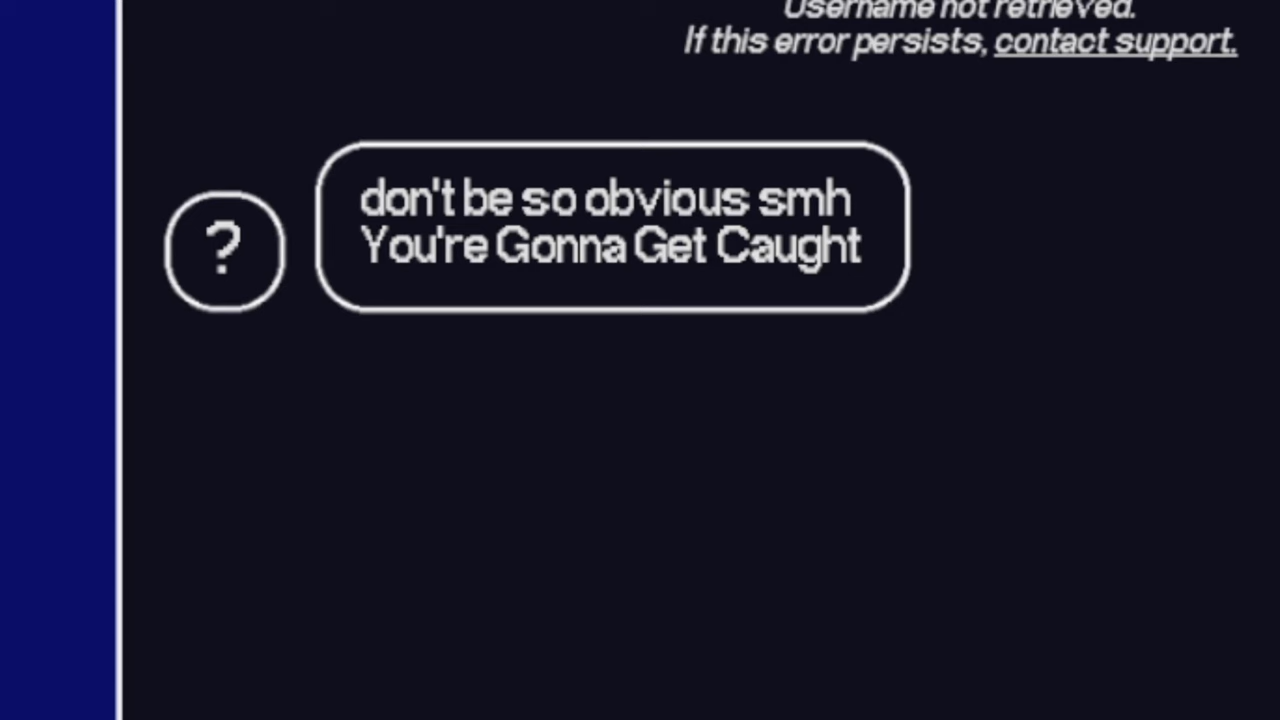 Username not retrieved.
If this error persists, contact support.
don't be so obvious smh
?
You're Gonna Get Caught